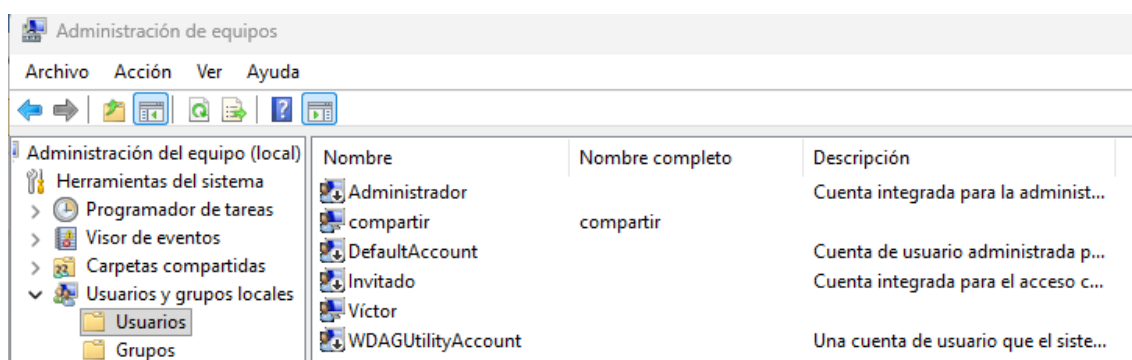 Administración de equipos
Archivo Acción Ver Ayuda
Administración del equipo (local)
Herramientas del sistema
Programador de tareas
Visor de eventos
Carpetas compartidas
Usuarios y grupos locales
Usuarios
Grupos
Nombre Nombre completo Descripción
Administrador Cuenta integrada para la administ...
compartir compartir
DefaultAccount Cuenta de usuario administrada p...
Invitado Cuenta integrada para el acceso c...
Víctor
WDAGUtilityAccount Una cuenta de usuario que el siste...